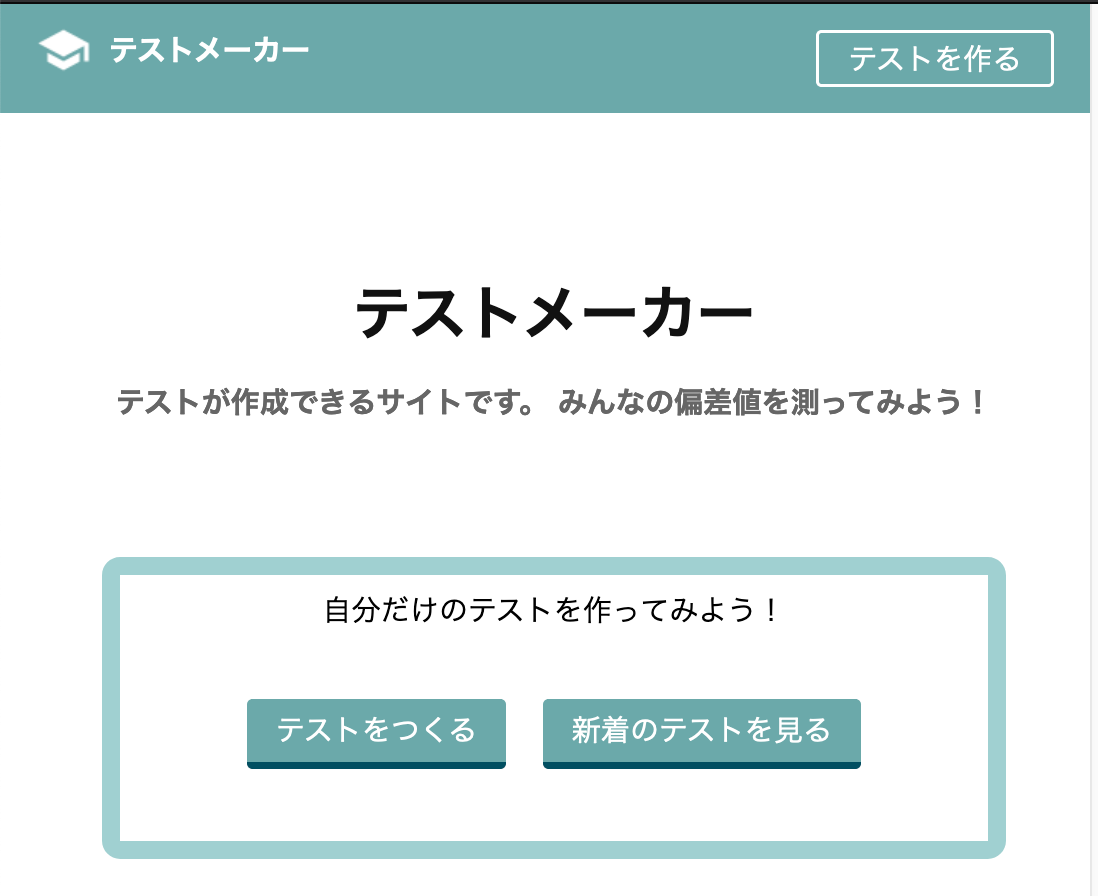 テストメーカー
テストを作る
テストメーカー
テストが作成できるサイトです。 みんなの偏差値を測ってみよう！
自分だけのテストを作ってみよう！
テストをつくる
新着のテストを見る